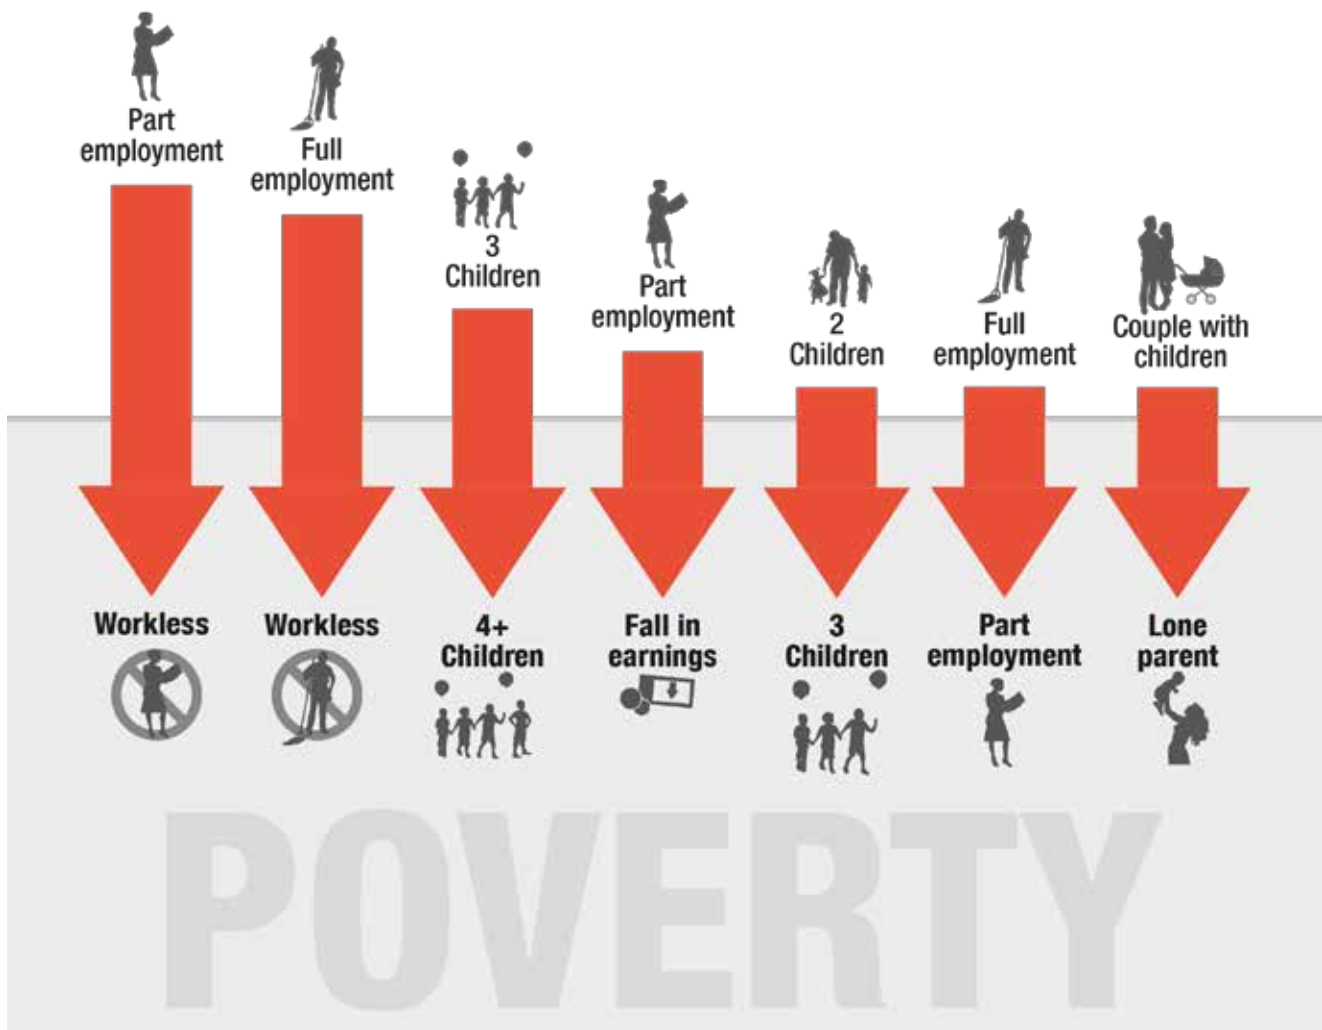 Part
employment
Full
employment
3
Children
Part
employment
2
Children
Full
employment
Couple with
children
Workless
Workless
4+
Children
Fall in
earnings
3
Children
Part
employment
Lone
parent
POVERTY